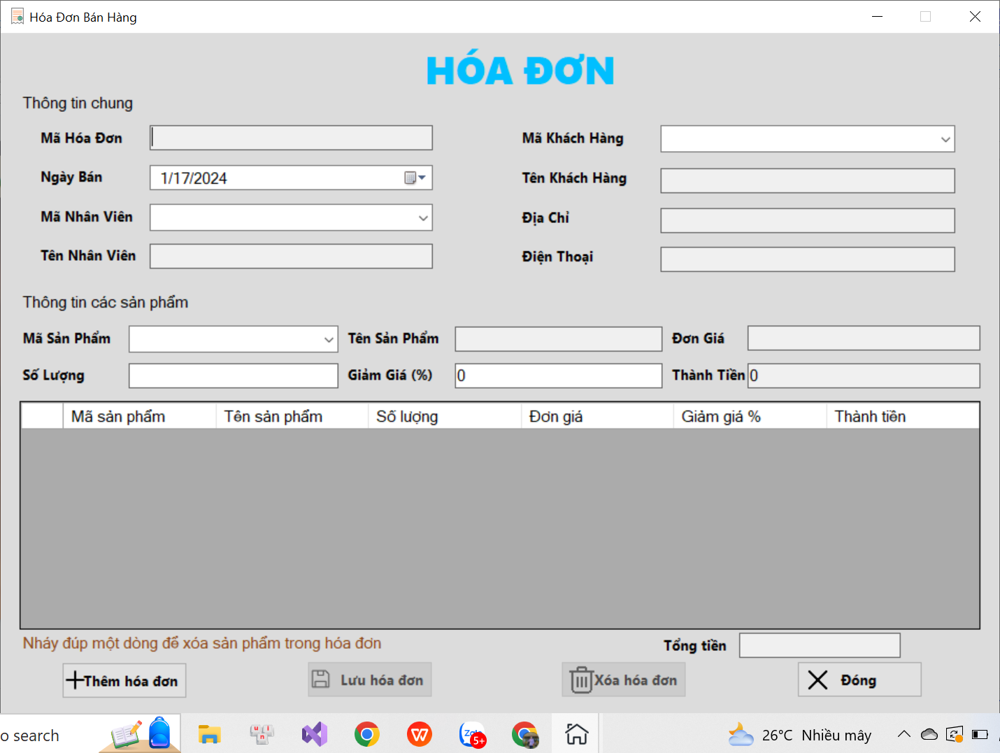 Hóa Đơn Bán Hàng
HÓA ĐƠN
Thông tin chung
Mã Hóa Đơn
Mã Khách Hàng
Ngày Bán 1/17/2024
Tên Khách Hàng
Mã Nhân Viên
Địa Chỉ
Tên Nhân Viên
Điện Thoại
Thông tin các sản phẩm
Mã Sản Phẩm Tên Sản Phẩm Đơn Giá
Số Lượng Giảm Giá (%) 0 Thành Tiền 0
Mã sản phẩm Tên sản phẩm Số lượng Đơn giá Giảm giá % Thành tiền
Nháy đúp một dòng để xóa sản phẩm trong hóa đơn
Tổng tiền
Thêm hóa đơn Lưu hóa đơn Xóa hóa đơn Đóng
o search u n i W Zalo 5+ 26°C Nhiều mây